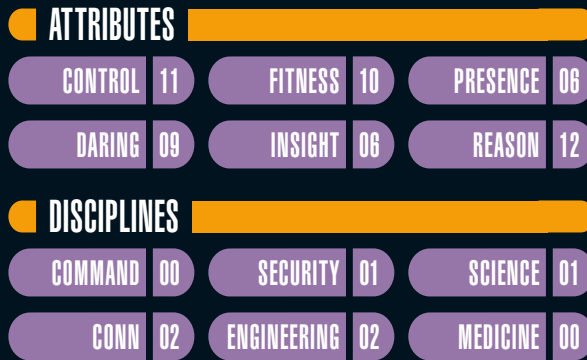 ATTRIBUTES
CONTROL 11 FITNESS 10 PRESENCE 06
DARING 09 INSIGHT 06 REASON 12
DISCIPLINES
COMMAND 00 SECURITY 01 SCIENCE 01
CONN 02 ENGINEERING 02 MEDICINE 00